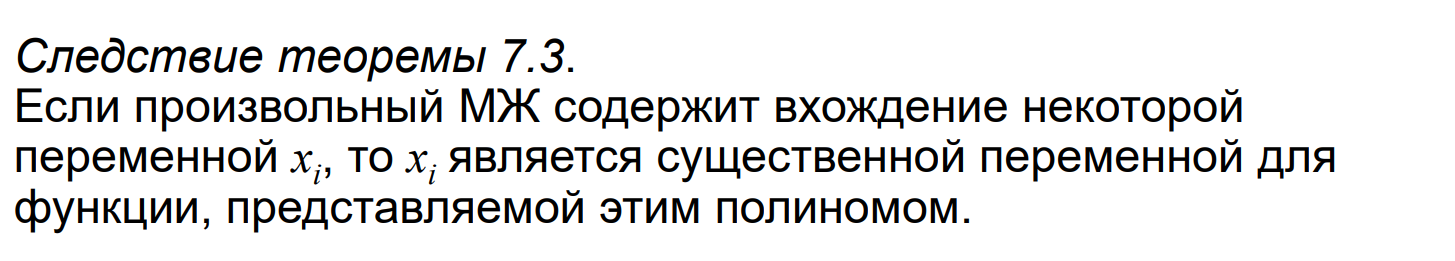 Следствие теоремы 7.3.
Если произвольный МЖ содержит вхождение некоторой
переменной xᵢ, то xᵢ является существенной переменной для
функции, представляемой этим полиномом.